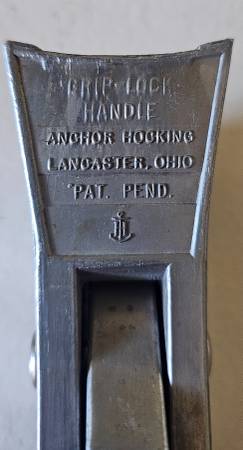 GRIP-LOCK
HANDLE
ANCHOR HOCKING
LANCASTER, OHIO
PAT. PEND.